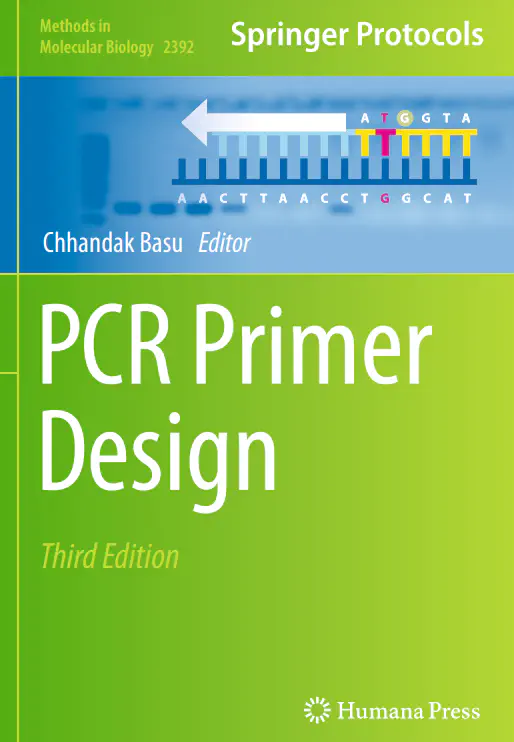 Methods in
Molecular Biology 2392
Springer Protocols
A T G G T A
T
A A C T T A A C C T G G C A T
Chhandak Basu Editor
PCR Primer
Design
Third Edition
Humana Press